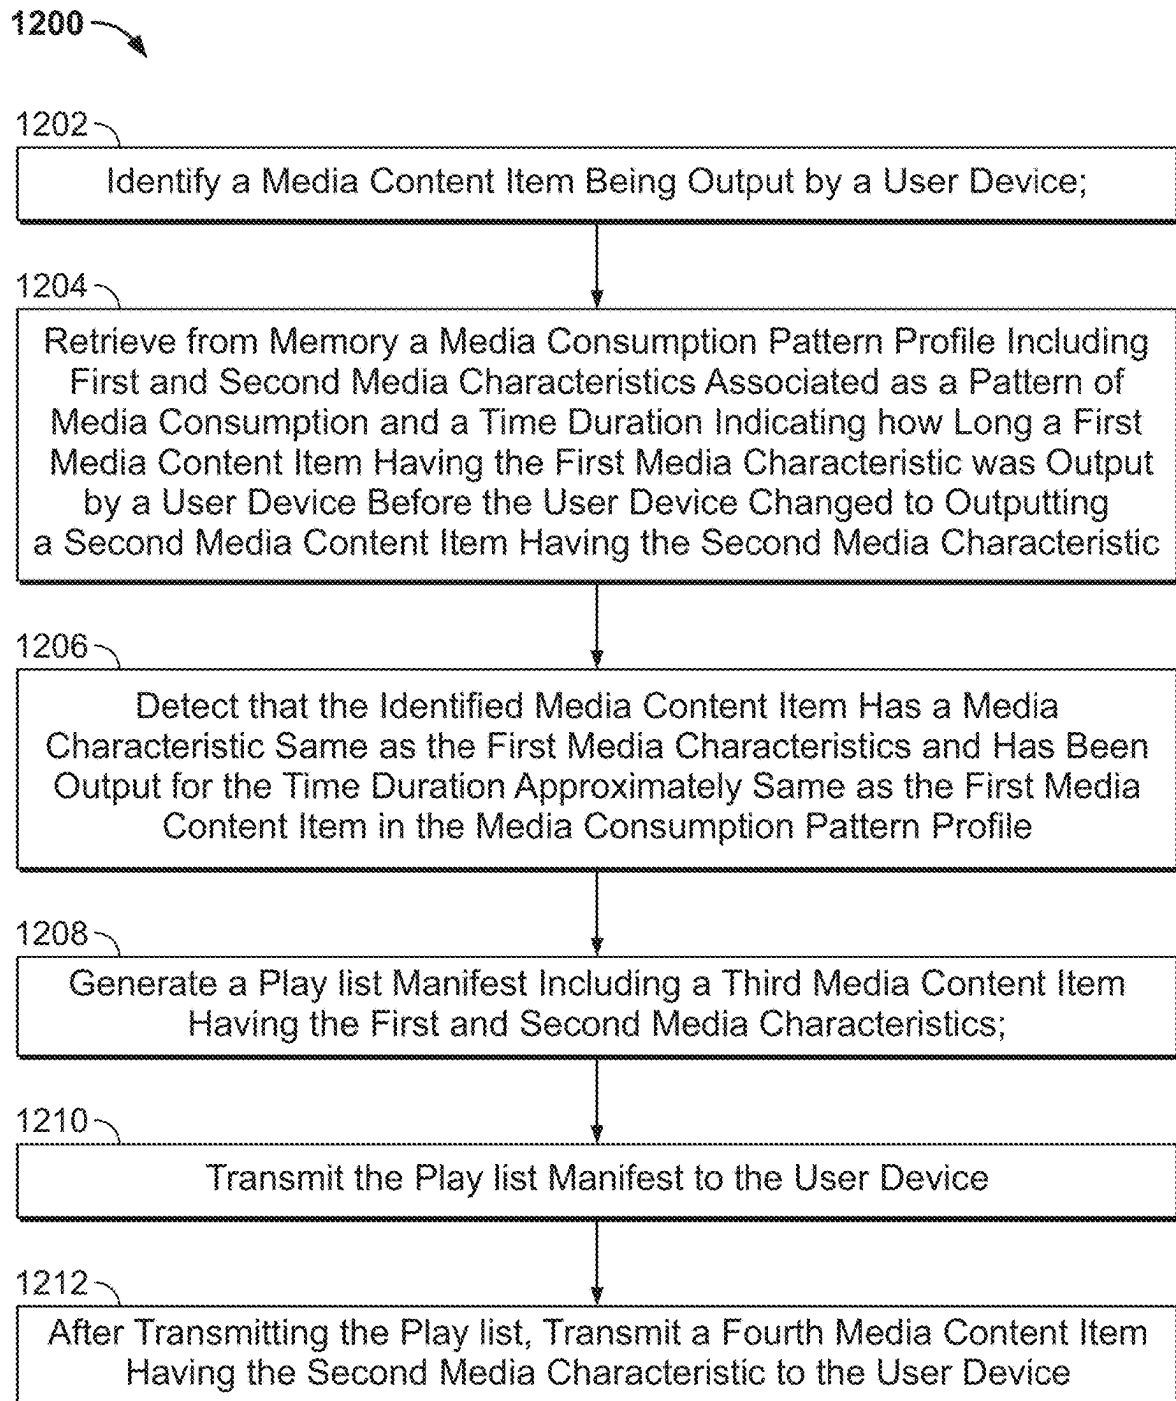 1200
1202
Identify a Media Content Item Being Output by a User Device;
1204
Retrieve from Memory a Media Consumption Pattern Profile Including
First and Second Media Characteristics Associated as a Pattern of
Media Consumption and a Time Duration Indicating how Long a First
Media Content Item Having the First Media Characteristic was Output
by a User Device Before the User Device Changed to Outputting
a Second Media Content Item Having the Second Media Characteristic
1206
Detect that the Identified Media Content Item Has a Media
Characteristic Same as the First Media Characteristics and Has Been
Output for the Time Duration Approximately Same as the First Media
Content Item in the Media Consumption Pattern Profile
1208
Generate a Play list Manifest Including a Third Media Content Item
Having the First and Second Media Characteristics;
1210
Transmit the Play list Manifest to the User Device
1212
After Transmitting the Play list, Transmit a Fourth Media Content Item
Having the Second Media Characteristic to the User Device